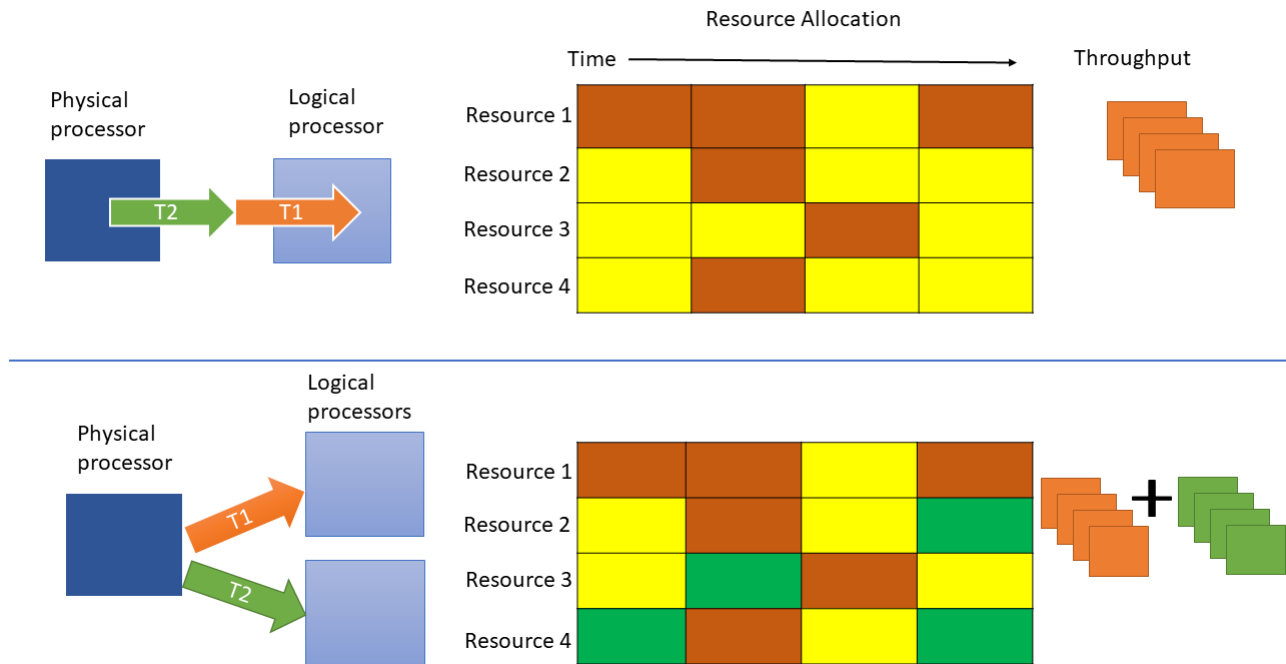 Resource Allocation
Time
Throughput
Physical
processor
Logical
processor
T2
T1
Resource 1
Resource 2
Resource 3
Resource 4
Logical
processors
Physical
processor
T1
T2
Resource 1
Resource 2
Resource 3
Resource 4
+